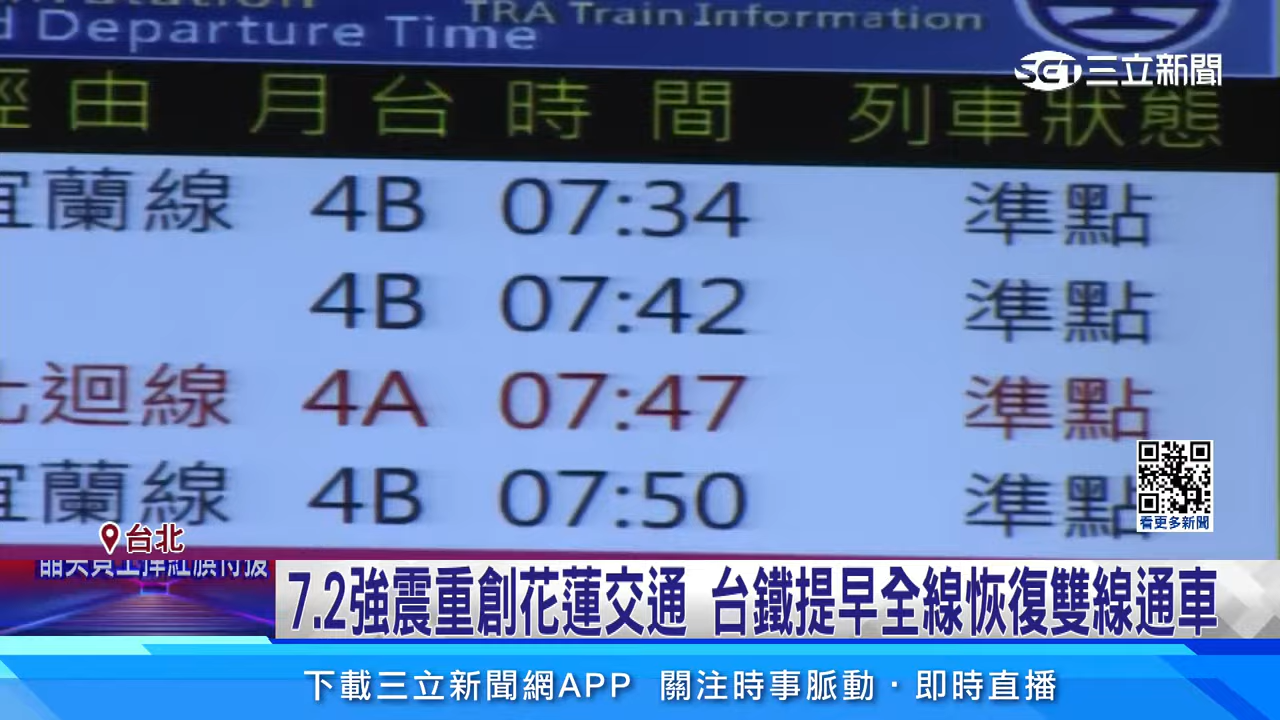 TRA Train Information
d Departure Time
SET 三立新聞
經由 月台 時間 列車狀態
宜蘭線 4B 07:34 準點
4B 07:42 準點
北迴線 4A 07:47 準點
宜蘭線 4B 07:50 準點
看更多新聞
台北
7.2強震重創花蓮交通 台鐵提早全線恢復雙線通車
下載三立新聞網APP 關注時事脈動·即時直播